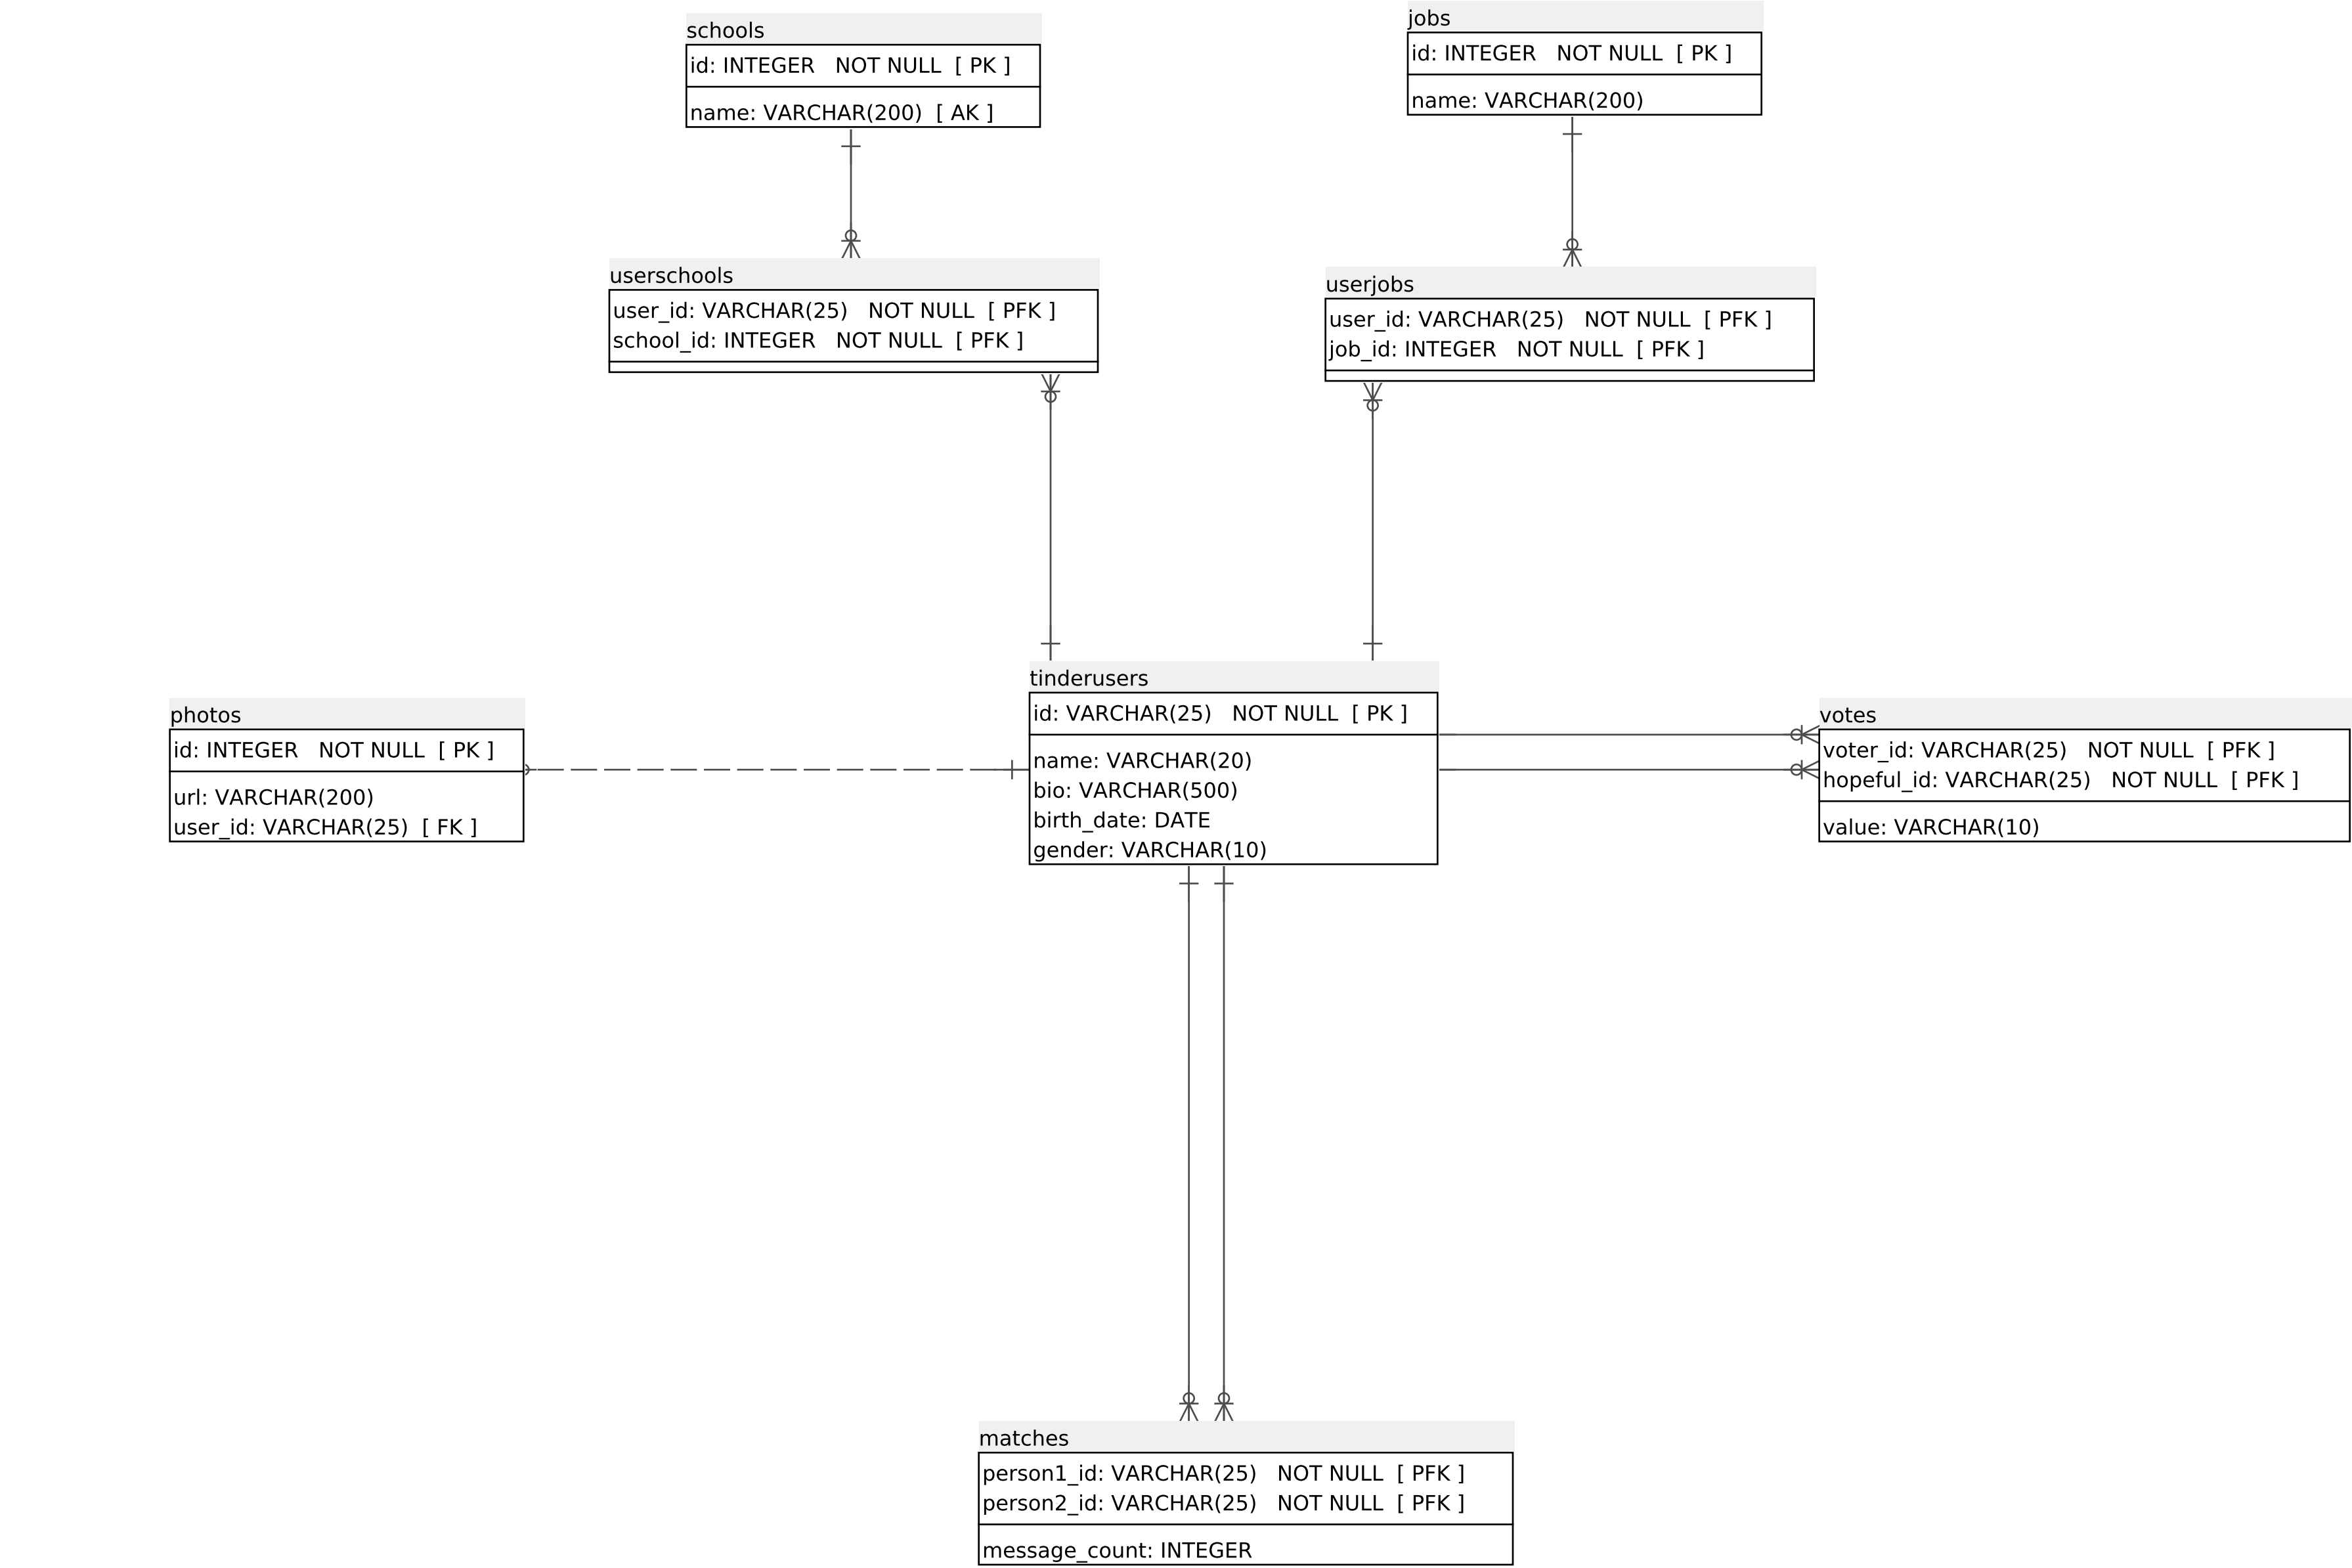 schools
id: INTEGER   NOT NULL  [ PK ]
name: VARCHAR(200)  [ AK ]
jobs
id: INTEGER   NOT NULL  [ PK ]
name: VARCHAR(200)
userschools
user_id: VARCHAR(25)   NOT NULL  [ PFK ]
school_id: INTEGER   NOT NULL  [ PFK ]
userjobs
user_id: VARCHAR(25)   NOT NULL  [ PFK ]
job_id: INTEGER   NOT NULL  [ PFK ]
photos
id: INTEGER   NOT NULL  [ PK ]
url: VARCHAR(200)
user_id: VARCHAR(25)  [ FK ]
tinderusers
id: VARCHAR(25)   NOT NULL  [ PK ]
name: VARCHAR(20)
bio: VARCHAR(500)
birth_date: DATE
gender: VARCHAR(10)
votes
voter_id: VARCHAR(25)   NOT NULL  [ PFK ]
hopeful_id: VARCHAR(25)   NOT NULL  [ PFK ]
value: VARCHAR(10)
matches
person1_id: VARCHAR(25)   NOT NULL  [ PFK ]
person2_id: VARCHAR(25)   NOT NULL  [ PFK ]
message_count: INTEGER